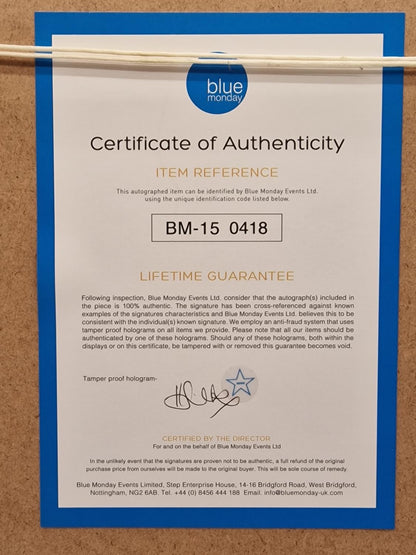 blue
monday
Certificate of Authenticity
ITEM REFERENCE
This autographed item can be identified by Blue Monday Events Ltd.
using the unique identification code listed below.
BM-15 0418
LIFETIME GUARANTEE
Following inspection, Blue Monday Events Ltd. consider that the autograph(s) included in
the piece is 100% authentic. The signature has been cross-referenced against known
examples of the signatures characteristics and Blue Monday Events Ltd. believes this to be
consistent with the individual(s) known signature. We employ an anti-fraud system that uses
tamper proof holograms on all items we provide. Please note that all our items should be
authenticated by one of these holograms. Should any of these holograms, both within the
displays or on this certificate, be tampered with or removed this guarantee becomes void.
Tamper proof hologram-
CERTIFIED BY THE DIRECTOR
For and on the behalf of Blue Monday Events Ltd
In the unlikely event that the signatures are proven not to be authentic, a full refund of the original
purchase price from ourselves will be made to the original buyer. This will be sole course of remedy.
Blue Monday Events Limited, Step Enterprise House, 14-16 Bridgford Road, West Bridgford,
Nottingham, NG2 6AB. Tel. +44 (0) 8456 444 188 Email. info@bluemonday-uk.com